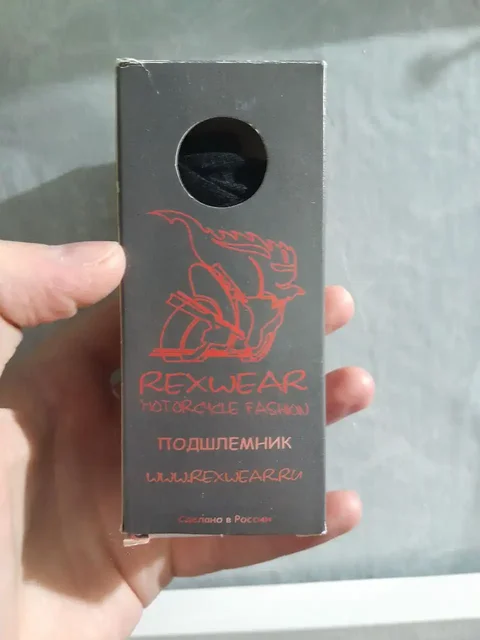 REXWEAR
MOTORCYCLE FASHION
ПОДШЛЕМНИК
WWW.REXWEAR.RU
Сделано в России